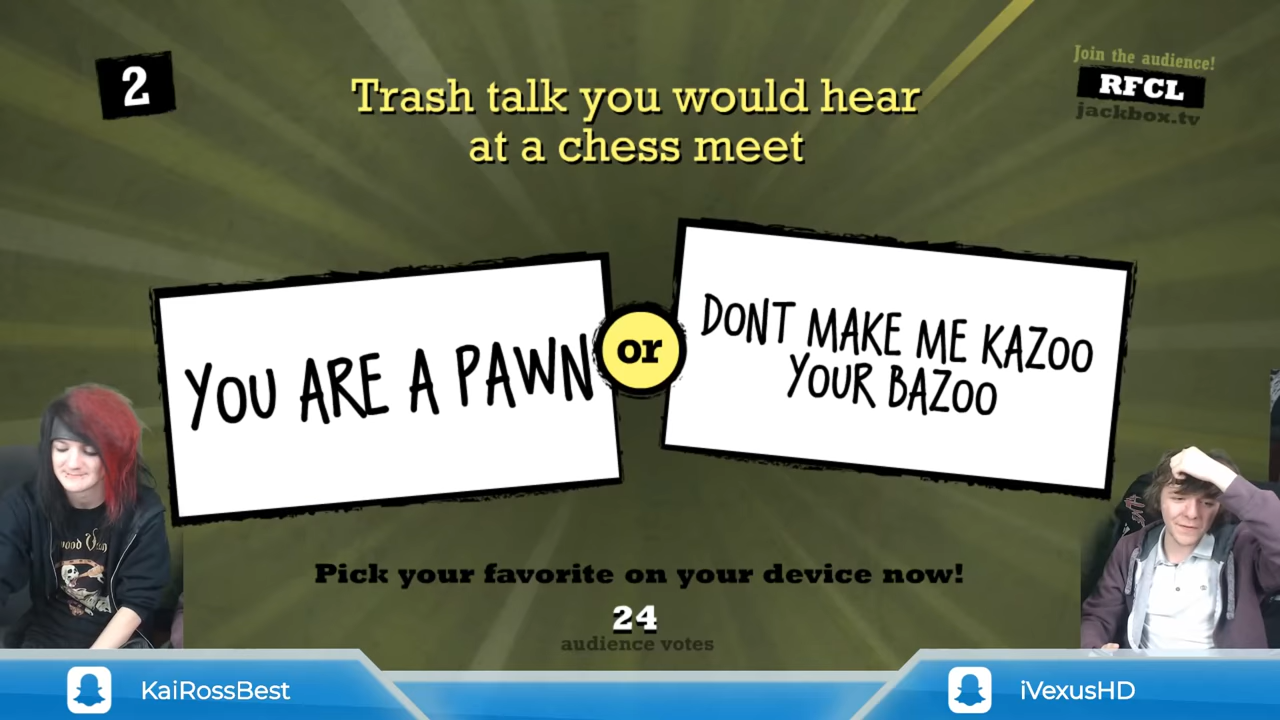 2
Trash talk you would hear
at a chess meet
Join the audience!
RFCL
jackbox.tv
YOU ARE A PAWN
or
DONT MAKE ME KAZOO
YOUR BAZOO
Pick your favorite on your device now!
24
audience votes
KaiRossBest
iVexusHD